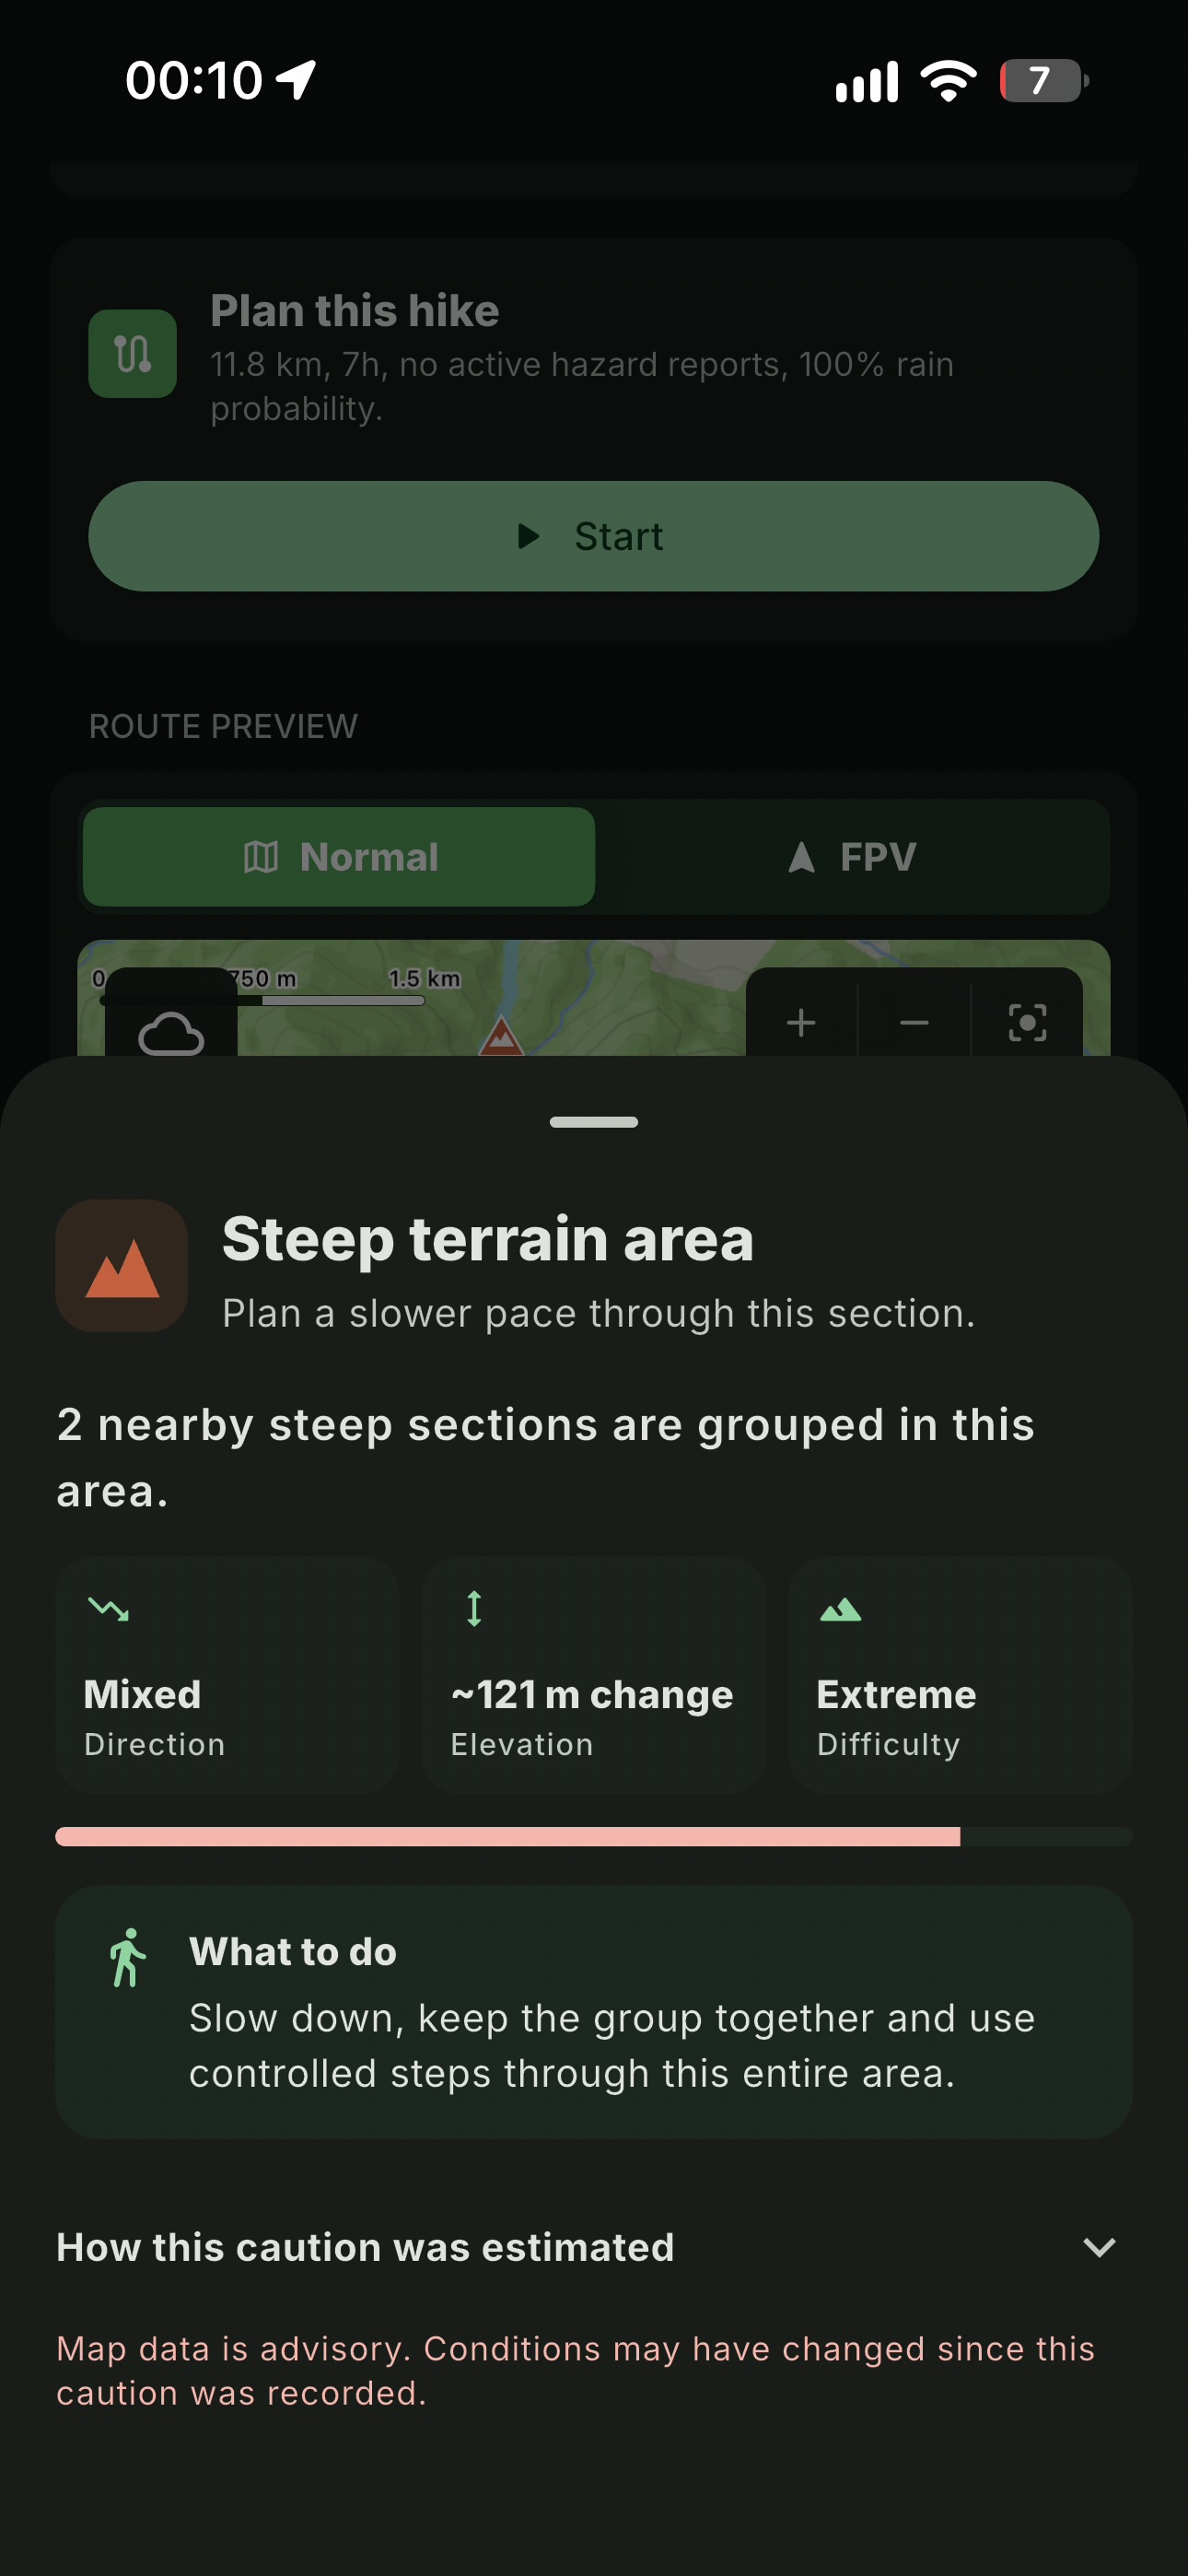 00:10
7
Plan this hike
11.8 km, 7h, no active hazard reports, 100% rain
probability.
Start
ROUTE PREVIEW
Normal
FPV
0
750 m
1.5 km
Steep terrain area
Plan a slower pace through this section.
2 nearby steep sections are grouped in this
area.
Mixed
Direction
~121 m change
Elevation
Extreme
Difficulty
What to do
Slow down, keep the group together and use
controlled steps through this entire area.
How this caution was estimated
Map data is advisory. Conditions may have changed since this
caution was recorded.